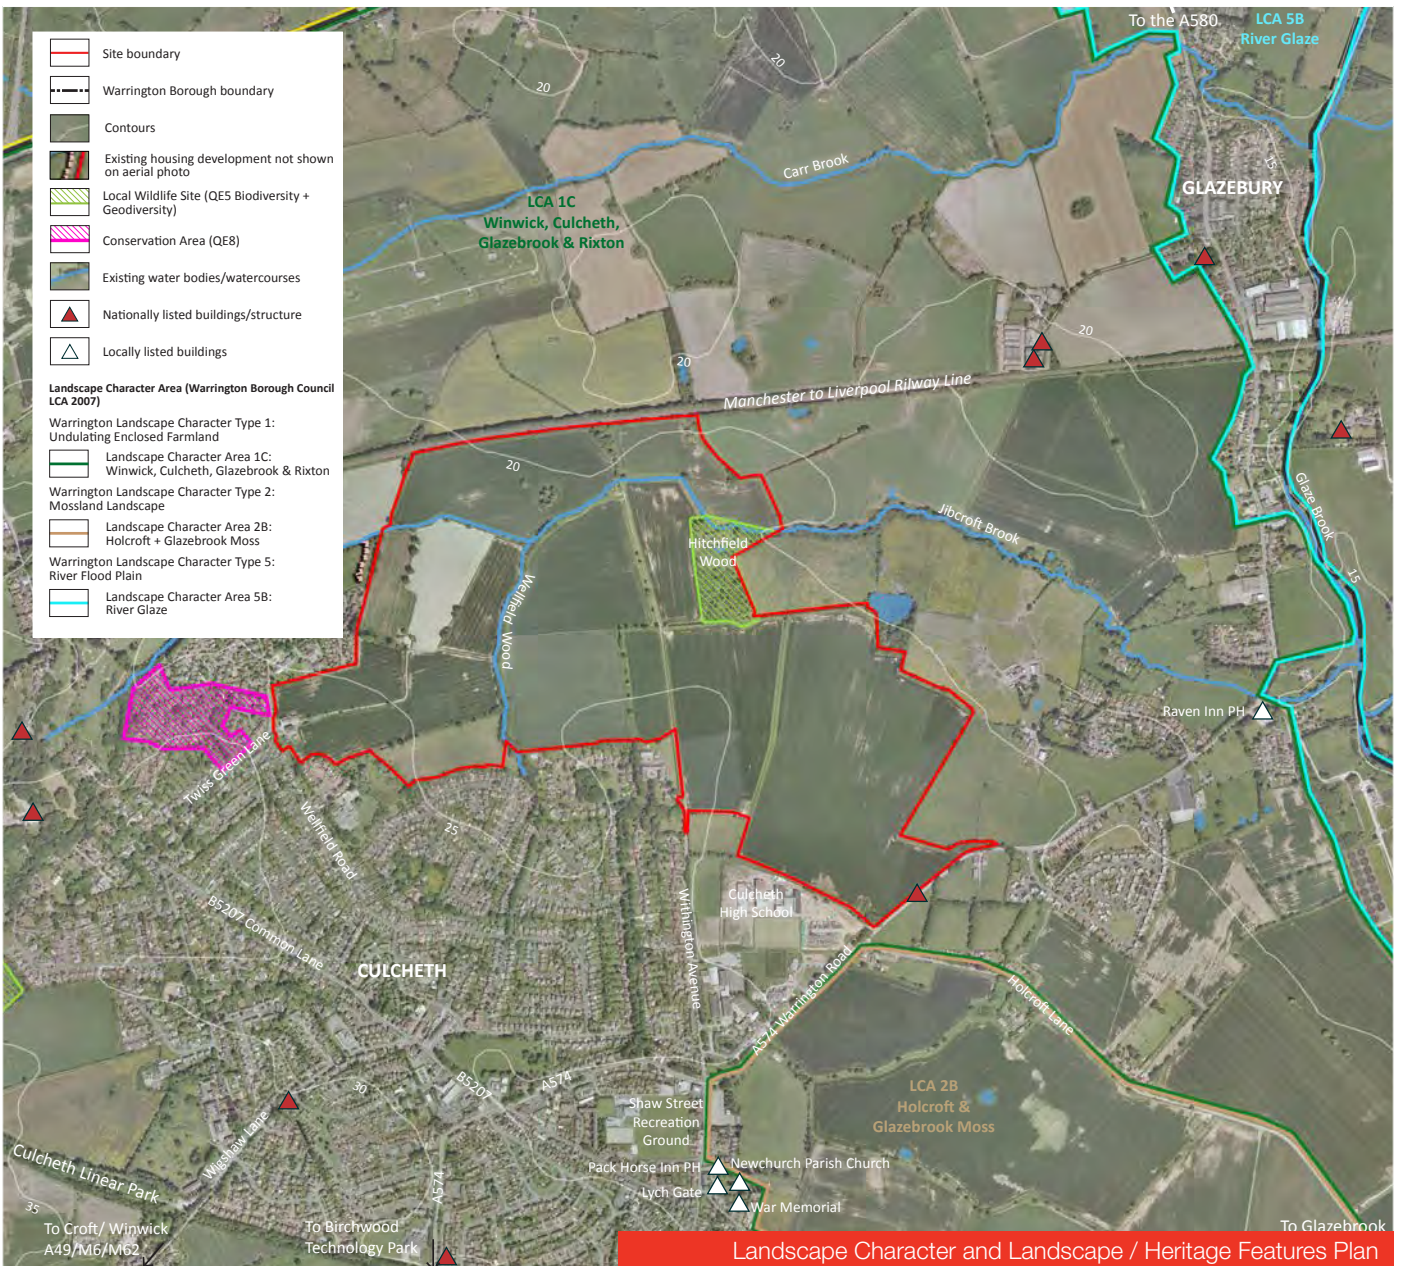 Site boundary
Warrington Borough boundary
Contours
Existing housing development not shown
on aerial photo
Local Wildlife Site (QE5 Biodiversity +
Geodiversity)
Conservation Area (QE8)
Existing water bodies/watercourses
Nationally listed buildings/structure
Locally listed buildings
Landscape Character Area (Warrington Borough Council
LCA 2007)
Warrington Landscape Character Type 1:
Undulating Enclosed Farmland
Landscape Character Area 1C:
Winwick, Culcheth, Glazebrook & Rixton
Warrington Landscape Character Type 2:
Mossland Landscape
Landscape Character Area 2B:
Holcroft + Glazebrook Moss
Warrington Landscape Character Type 5:
River Flood Plain
Landscape Character Area 5B:
River Glaze
To the A580
LCA 5B
River Glaze
20
20
Carr Brook
15
GLAZEBURY
LCA 1C
Winwick, Culcheth,
Glazebrook & Rixton
20
20
Manchester to Liverpool Rilway Line
20
Glaze Brook
Jibcroft Brook
Hitchfield
Wood
15
Wellfield Wood
Raven Inn PH
Twiss Green Lane
Wellfield Road
25
Culcheth
High School
Withington Avenue
B5207 Common Lane
CULCHETH
A574 Warrington Road
Holcroft Lane
A574
B5207
30
LCA 2B
Holcroft &
Glazebrook Moss
Shaw Street
Recreation
Ground
Wigshaw Lane
Culcheth Linear Park
35
Pack Horse Inn PH
Newchurch Parish Church
Lych Gate
War Memorial
A574
To Croft/ Winwick
A49/M6/M62
To Birchwood
Technology Park
To Glazebrook
Landscape Character and Landscape / Heritage Features Plan